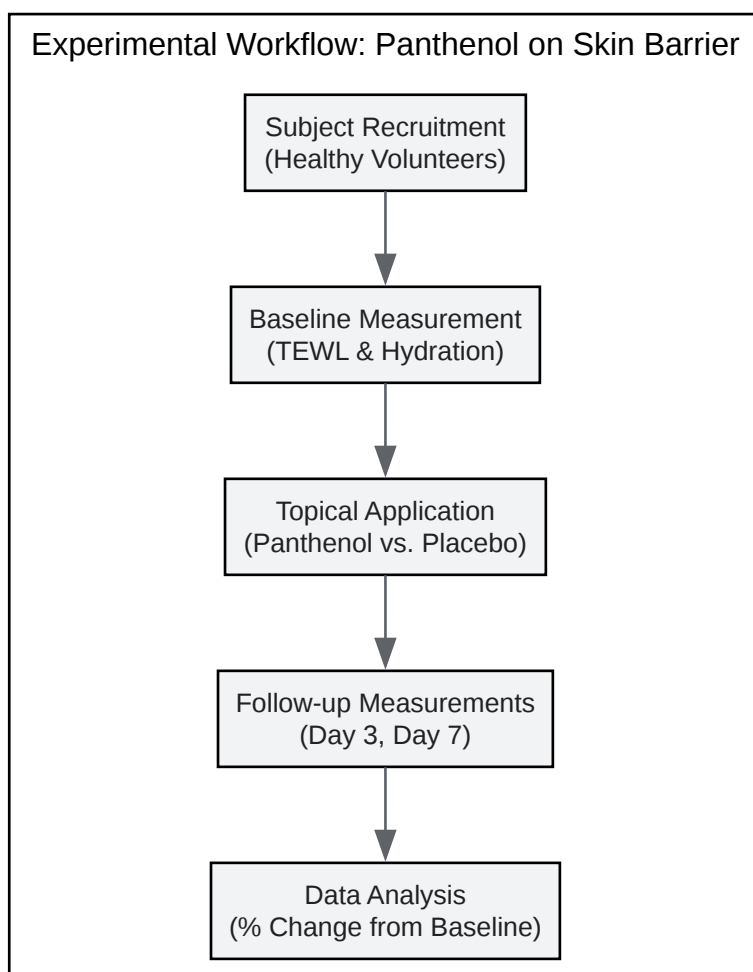 Experimental Workflow: Panthenol on Skin Barrier
Subject Recruitment
(Healthy Volunteers)
Baseline Measurement
(TEWL & Hydration)
Topical Application
(Panthenol vs. Placebo)
Follow-up Measurements
(Day 3, Day 7)
Data Analysis
(% Change from Baseline)